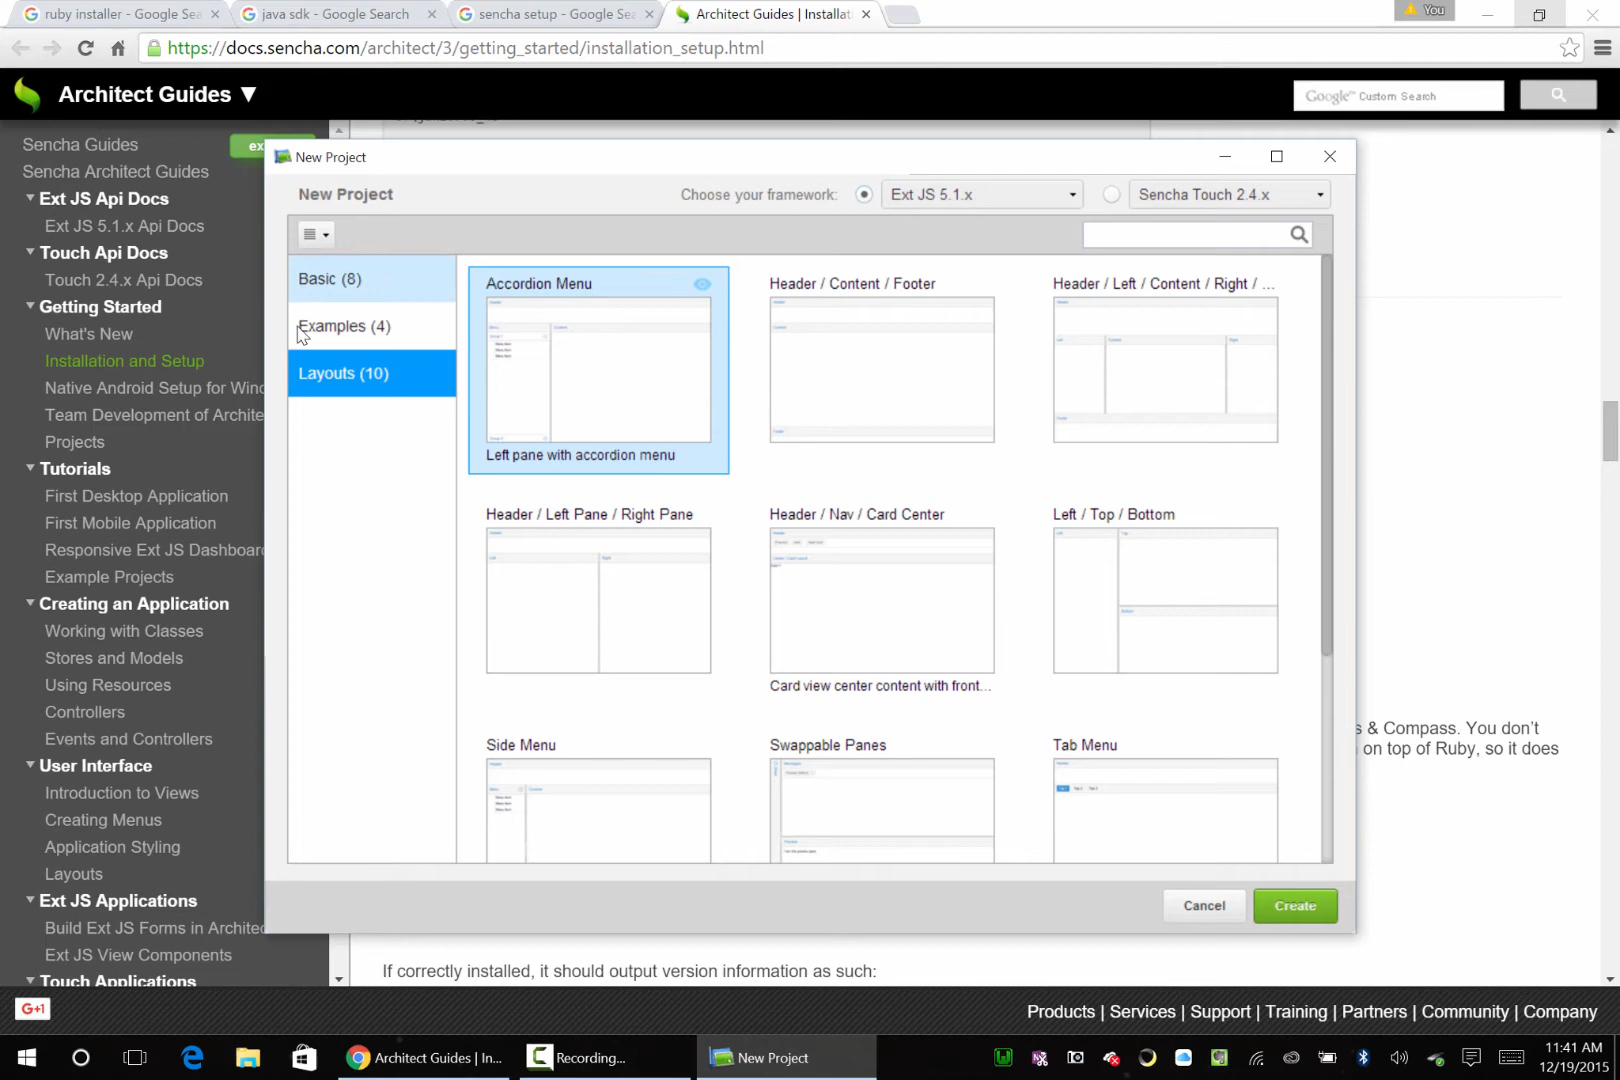 ruby installer - Google Sea
java sdk - Google Search
sencha setup - Google Sea
Architect Guides | Installat
You
https://docs.sencha.com/architect/3/getting_started/installation_setup.html
Architect Guides ▼
Google™ Custom Search
Sencha Guides
ex
Sencha Architect Guides
Ext JS Api Docs
Ext JS 5.1.x Api Docs
Touch Api Docs
Touch 2.4.x Api Docs
Getting Started
What's New
Installation and Setup
Native Android Setup for Wind
Team Development of Archite
Projects
Tutorials
First Desktop Application
First Mobile Application
Responsive Ext JS Dashboard
Example Projects
Creating an Application
Working with Classes
Stores and Models
Using Resources
Controllers
Events and Controllers
User Interface
Introduction to Views
Creating Menus
Application Styling
Layouts
Ext JS Applications
Build Ext JS Forms in Architec
Ext JS View Components
Touch Applications
New Project
New Project
Choose your framework:
Ext JS 5.1.x
Sencha Touch 2.4.x
Basic (8)
Examples (4)
Layouts (10)
Accordion Menu
Left pane with accordion menu
Header / Content / Footer
Header / Left / Content / Right / ...
Header / Left Pane / Right Pane
Header / Nav / Card Center
Card view center content with front...
Left / Top / Bottom
Side Menu
Swappable Panes
Tab Menu
Cancel
Create
s & Compass. You don't
on top of Ruby, so it does
If correctly installed, it should output version information as such:
G+1
Products | Services | Support | Training | Partners | Community | Company
Architect Guides | In...
Recording...
New Project
11:41 AM
12/19/2015